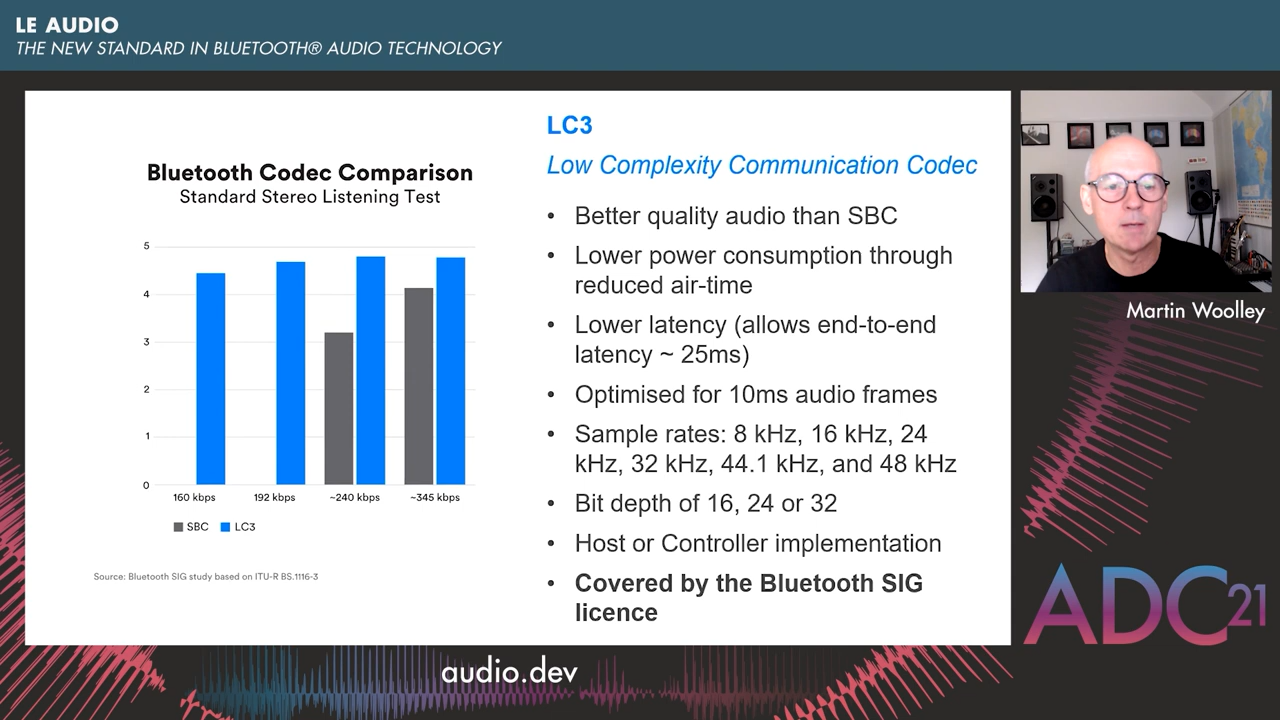 LE AUDIO
THE NEW STANDARD IN BLUETOOTH® AUDIO TECHNOLOGY
Bluetooth Codec Comparison
Standard Stereo Listening Test
5
4
3
2
1
0
160 kbps
192 kbps
~240 kbps
~345 kbps
SBC
LC3
Source: Bluetooth SIG study based on ITU-R BS.1116-3
LC3
Low Complexity Communication Codec
• Better quality audio than SBC
• Lower power consumption through
reduced air-time
• Lower latency (allows end-to-end
latency ~ 25ms)
• Optimised for 10ms audio frames
• Sample rates: 8 kHz, 16 kHz, 24
kHz, 32 kHz, 44.1 kHz, and 48 kHz
• Bit depth of 16, 24 or 32
• Host or Controller implementation
• Covered by the Bluetooth SIG
licence
Martin Woolley
ADC21
audio.dev